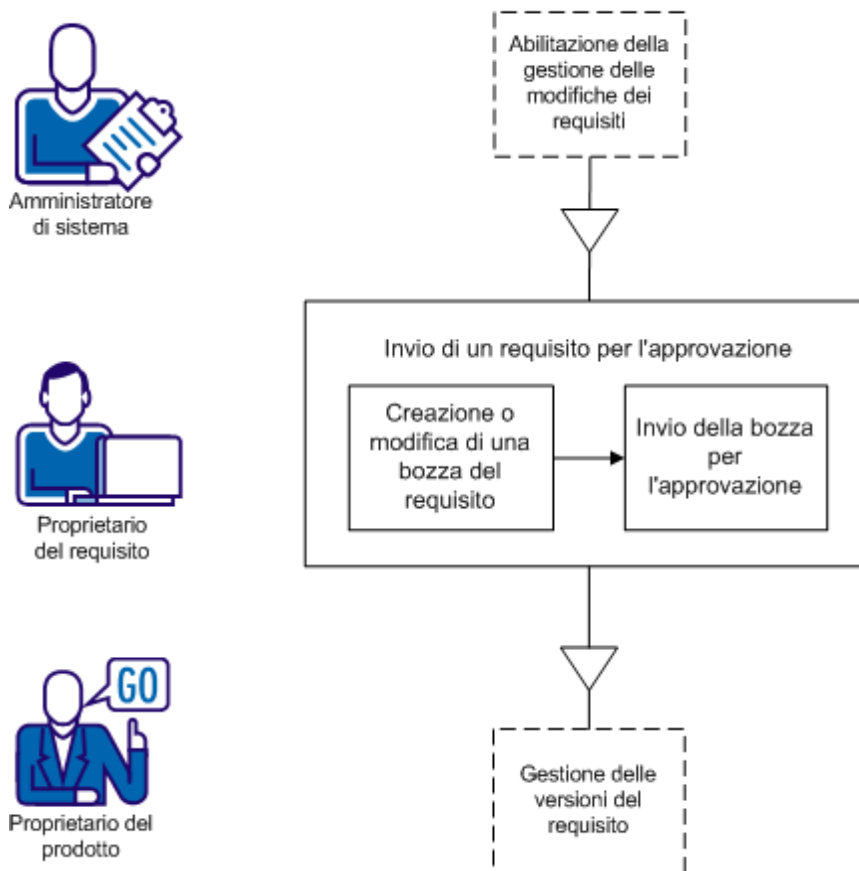 Abilitazione della
gestione delle
modifiche dei
requisiti
Amministratore
di sistema
Invio di un requisito per l'approvazione
Creazione o
modifica di una
bozza del
requisito
Invio della bozza
per
l'approvazione
Proprietario
del requisito
GO
Proprietario del
prodotto
Gestione delle
versioni del
requisito